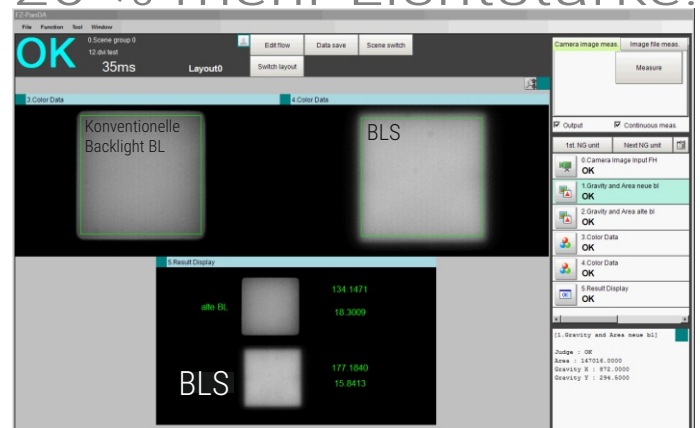 20 % mehr Lichtstärke.
FZ-PanDA
File Function Tool Window
OK
0.Scene group 0
12.dvi test
35ms
Layout0
Edit flow
Data save
Scene switch
Switch layout
Camera image meas.
Image file meas.
Measure
Output
Continuous meas.
3.Color Data
4.Color Data
Konventionelle
Backlight BL
BLS
1st. NG unit
Next NG unit
0.Camera Image Input FH
OK
1.Gravity and Area neue bl
OK
2.Gravity and Area alte bl
OK
3.Color Data
OK
4.Color Data
OK
5.Result Display
OK
5.Result Display
alte BL
134.1471
18.3009
BLS
177.1840
15.8413
[1.Gravity and Area neue bl]
Judge : OK
Area : 147018.0000
Gravity X : 872.0000
Gravity Y : 294.5000